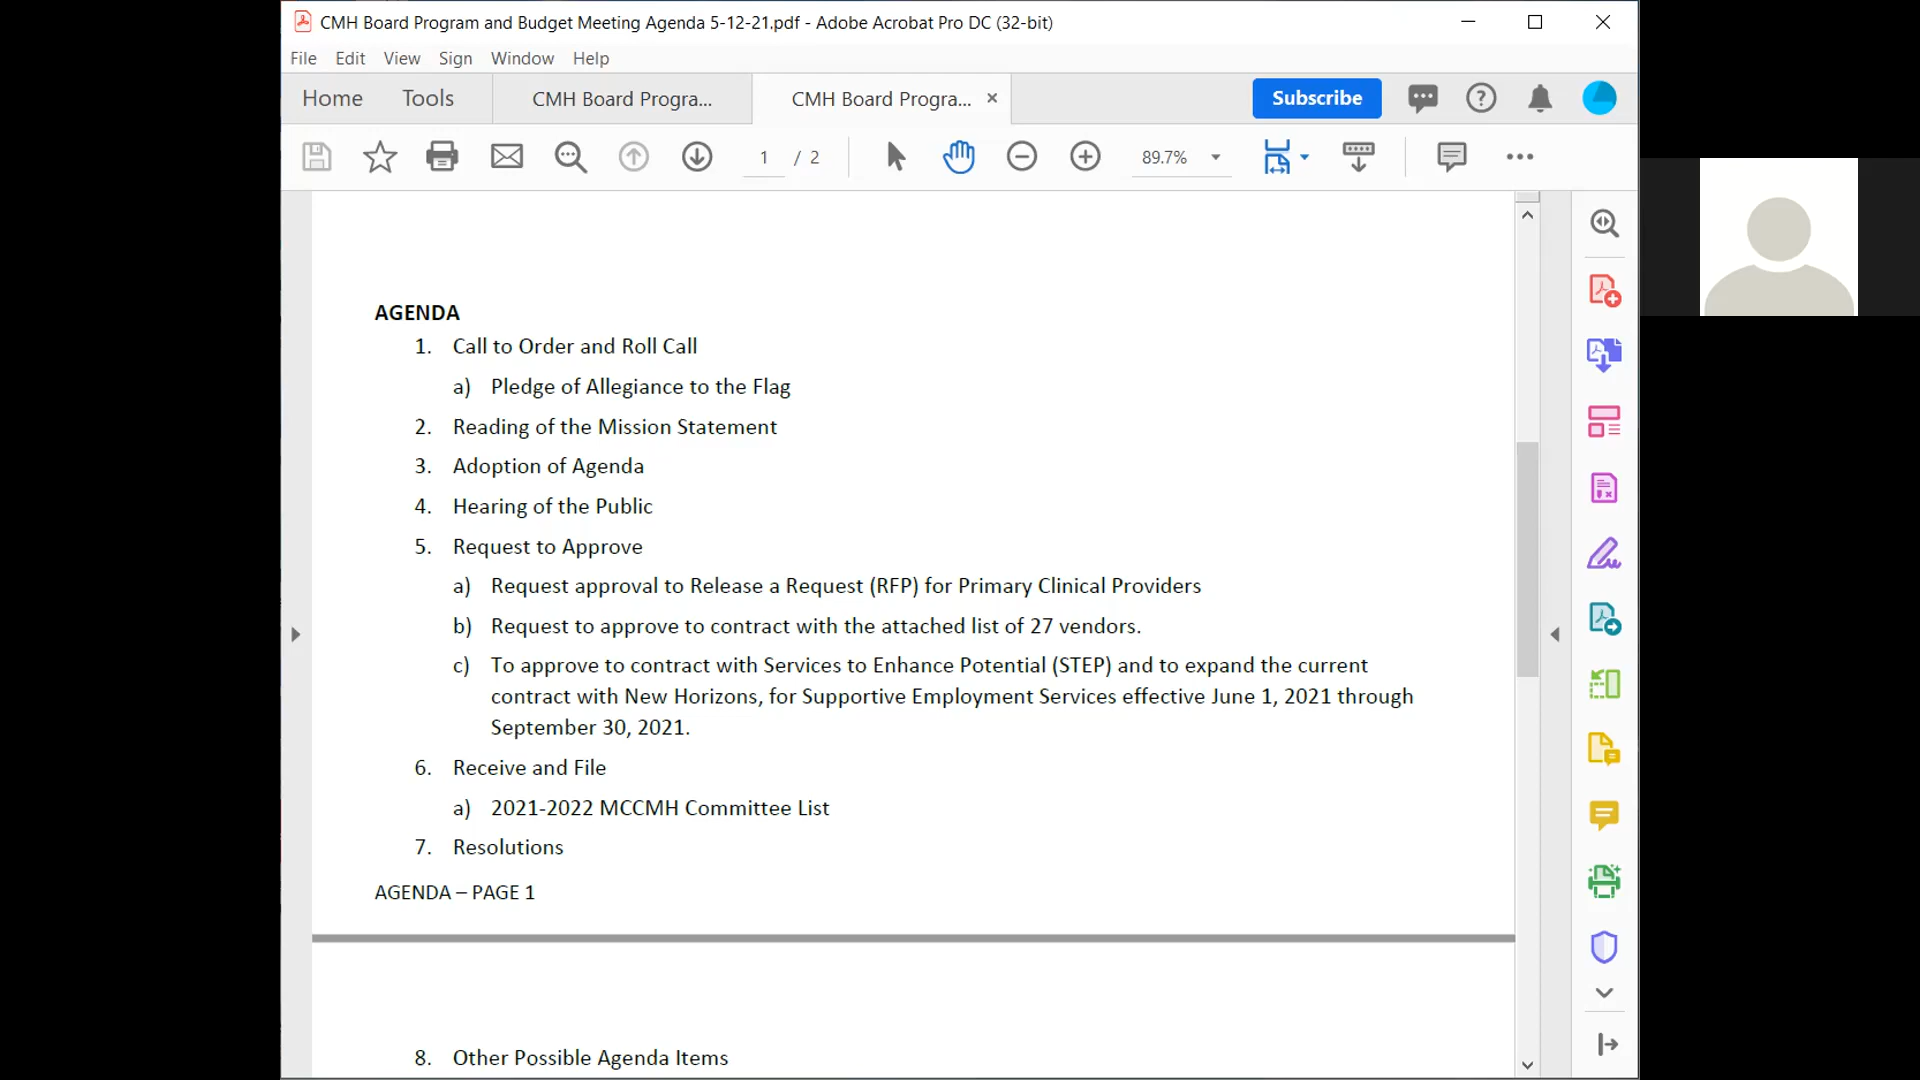 CMH Board Program and Budget Meeting Agenda 5-12-21.pdf - Adobe Acrobat Pro DC (32-bit)
File Edit View Sign Window Help
Home Tools CMH Board Progra... CMH Board Progra... Subscribe
1 / 2 89.7%
AGENDA
1. Call to Order and Roll Call
a) Pledge of Allegiance to the Flag
2. Reading of the Mission Statement
3. Adoption of Agenda
4. Hearing of the Public
5. Request to Approve
a) Request approval to Release a Request (RFP) for Primary Clinical Providers
b) Request to approve to contract with the attached list of 27 vendors.
c) To approve to contract with Services to Enhance Potential (STEP) and to expand the current
contract with New Horizons, for Supportive Employment Services effective June 1, 2021 through
September 30, 2021.
6. Receive and File
a) 2021-2022 MCCMH Committee List
7. Resolutions
AGENDA – PAGE 1
8. Other Possible Agenda Items